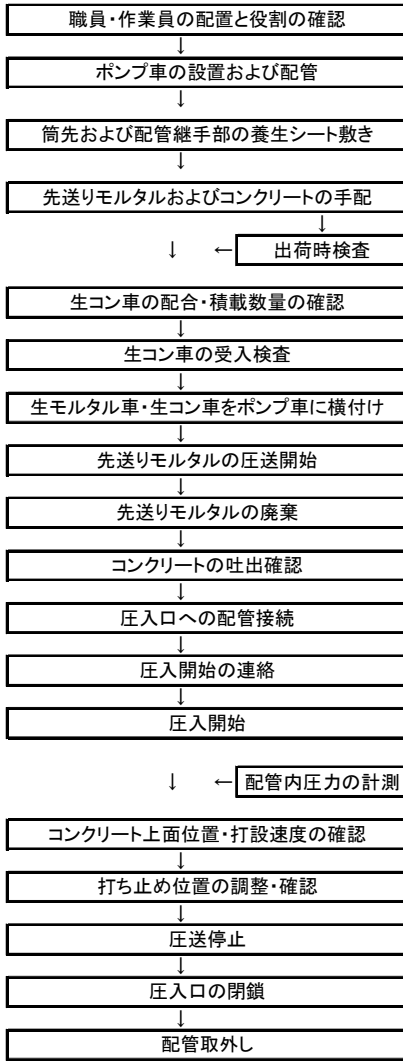 職員・作業員の配置と役割の確認
↓
ポンプ車の設置および配管
↓
筒先および配管継手部の養生シート敷き
↓
先送りモルタルおよびコンクリートの手配
↓
↓ ← 出荷時検査
生コン車の配合・積載数量の確認
↓
生コン車の受入検査
↓
生モルタル車・生コン車をポンプ車に横付け
↓
先送りモルタルの圧送開始
↓
先送りモルタルの廃棄
↓
コンクリートの吐出確認
↓
圧入口への配管接続
↓
圧入開始の連絡
↓
圧入開始
↓ ← 配管内圧力の計測
コンクリート上面位置・打設速度の確認
↓
打ち止め位置の調整・確認
↓
圧送停止
↓
圧入口の閉鎖
↓
配管取外し